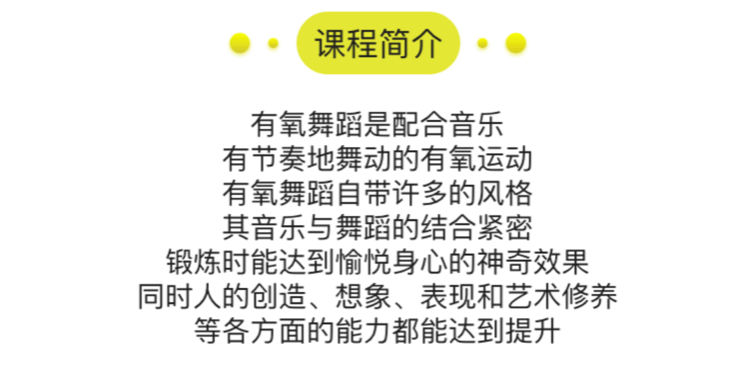 课程简介
有氧舞蹈是配合音乐
有节奏地舞动的有氧运动
有氧舞蹈自带许多的风格
其音乐与舞蹈的结合紧密
锻炼时能达到愉悦身心的神奇效果
同时人的创造、想象、表现和艺术修养
等各方面的能力都能达到提升